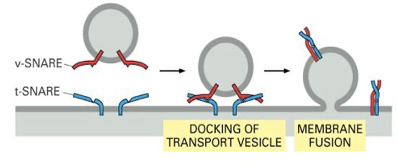 v-SNARE
t-SNARE
DOCKING OF
TRANSPORT VESICLE
MEMBRANE
FUSION